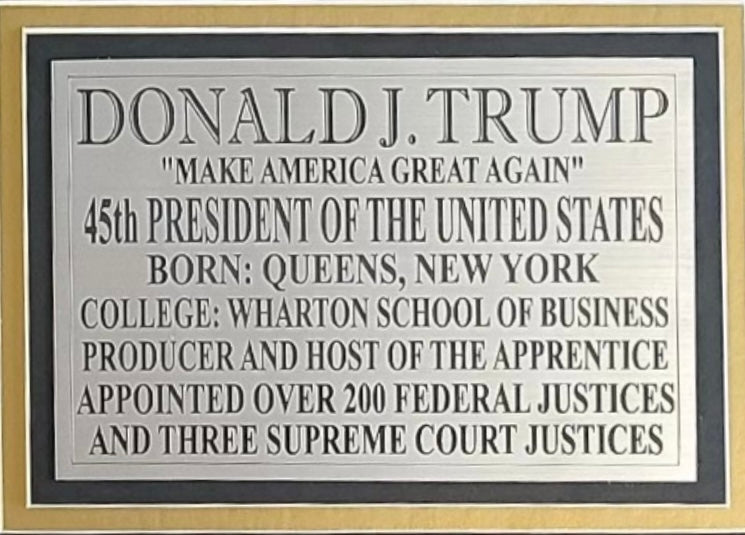 DONALD J. TRUMP
"MAKE AMERICA GREAT AGAIN"
45th PRESIDENT OF THE UNITED STATES
BORN: QUEENS, NEW YORK
COLLEGE: WHARTON SCHOOL OF BUSINESS
PRODUCER AND HOST OF THE APPRENTICE
APPOINTED OVER 200 FEDERAL JUSTICES
AND THREE SUPREME COURT JUSTICES